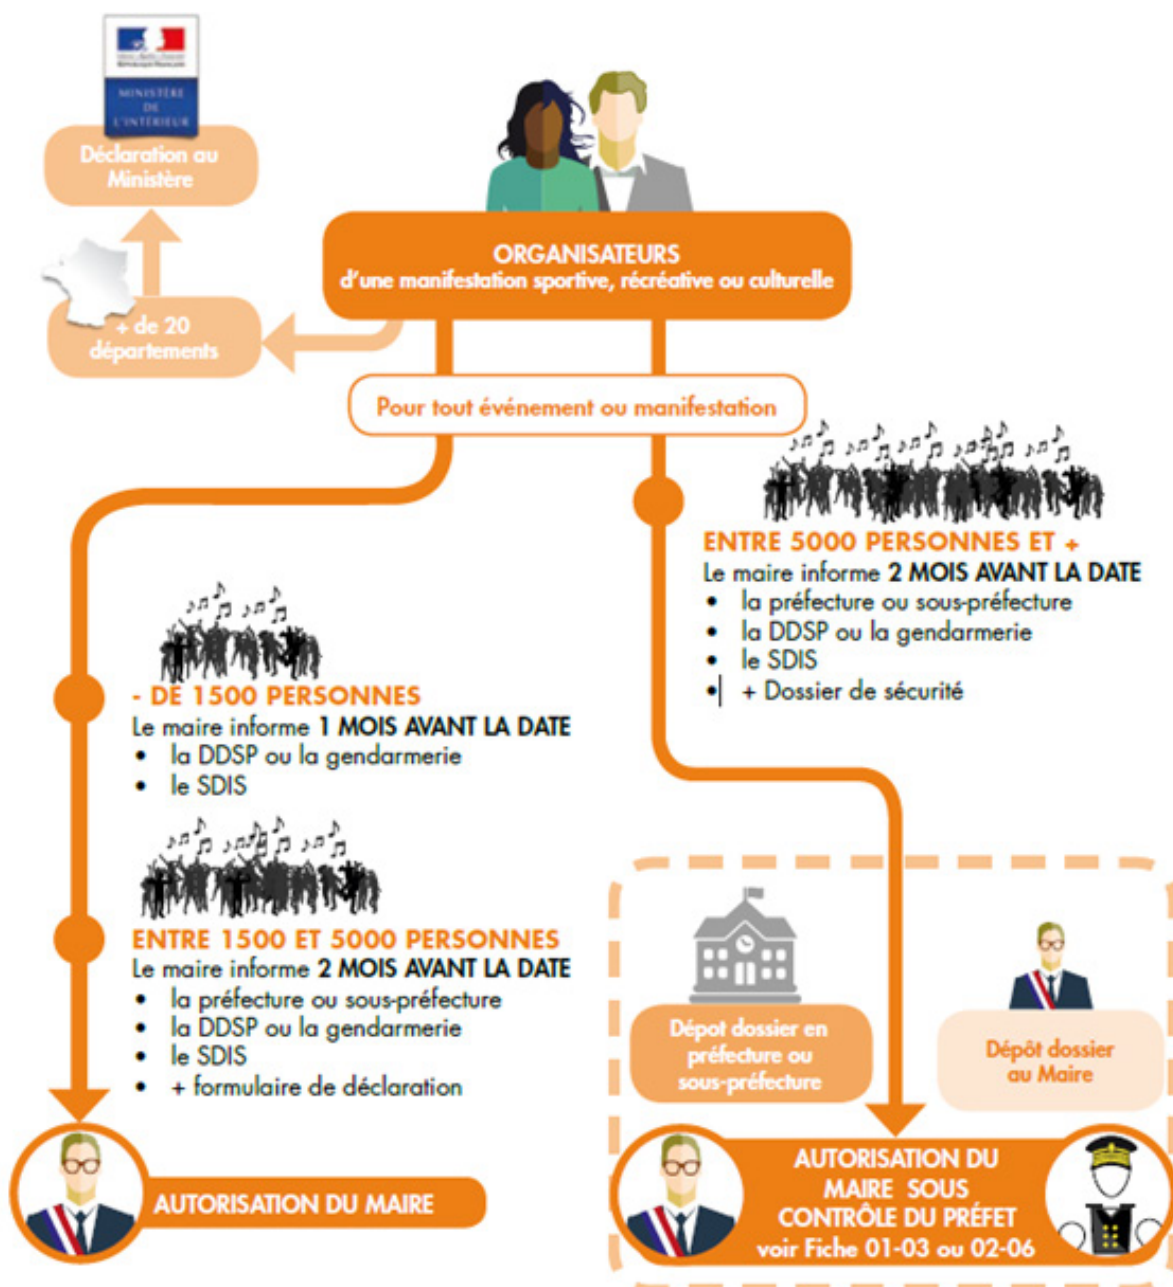 MINISTÈRE
DE
L'INTÉRIEUR
Déclaration au
Ministère
+ de 20
départements
ORGANISATEURS
d'une manifestation sportive, récréative ou culturelle
Pour tout événement ou manifestation
- DE 1500 PERSONNES
Le maire informe 1 MOIS AVANT LA DATE
• la DDSP ou la gendarmerie
• le SDIS
ENTRE 1500 ET 5000 PERSONNES
Le maire informe 2 MOIS AVANT LA DATE
• la préfecture ou sous-préfecture
• la DDSP ou la gendarmerie
• le SDIS
• + formulaire de déclaration
AUTORISATION DU MAIRE
ENTRE 5000 PERSONNES ET +
Le maire informe 2 MOIS AVANT LA DATE
• la préfecture ou sous-préfecture
• la DDSP ou la gendarmerie
• le SDIS
• + Dossier de sécurité
Dépot dossier en
préfecture ou
sous-préfecture
Dépôt dossier
au Maire
AUTORISATION DU
MAIRE SOUS
CONTRÔLE DU PRÉFET
voir Fiche 01-03 ou 02-06